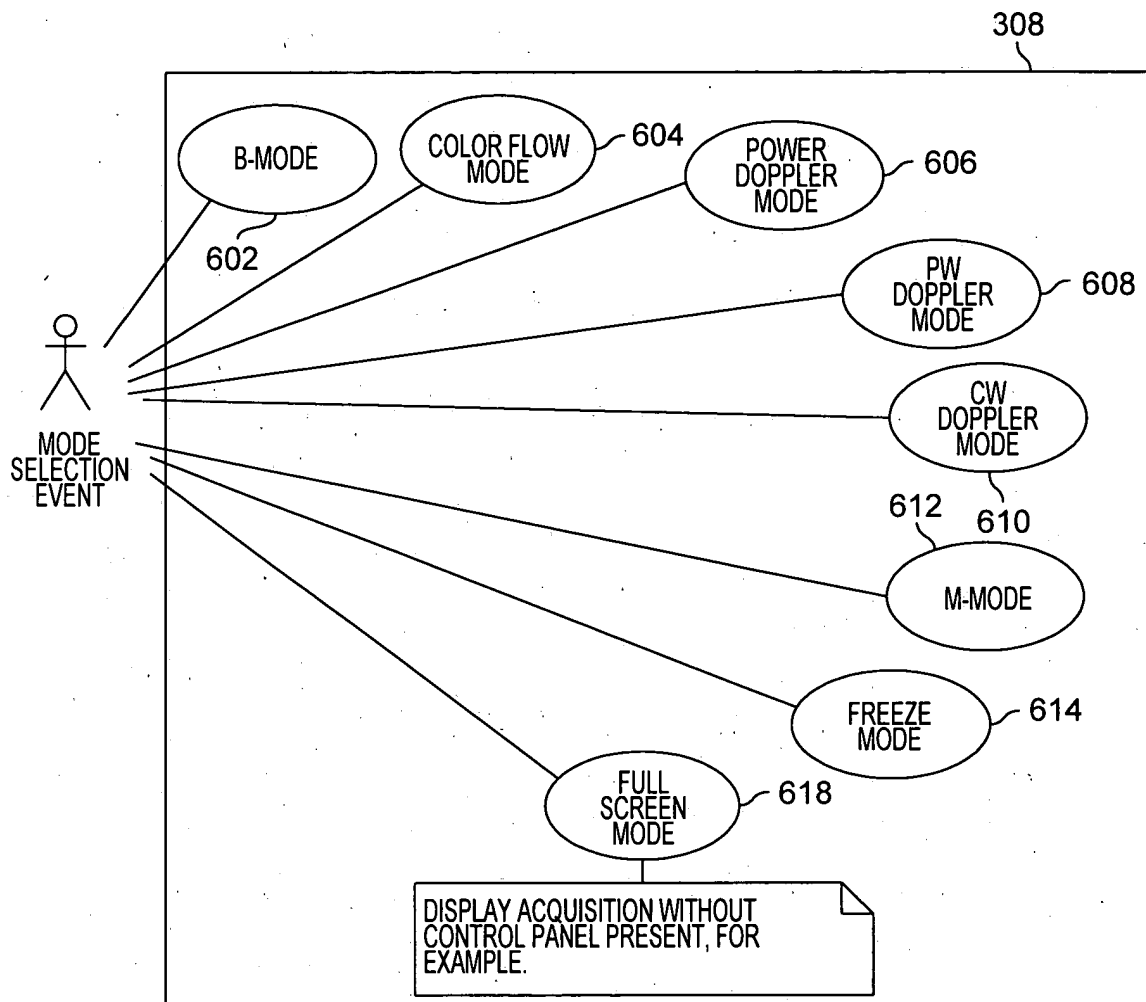 308
B-MODE
602
COLOR FLOW
MODE
604
POWER
DOPPLER
MODE
606
PW
DOPPLER
MODE
608
CW
DOPPLER
MODE
610
612
M-MODE
FREEZE
MODE
614
FULL
SCREEN
MODE
618
MODE
SELECTION
EVENT
DISPLAY ACQUISITION WITHOUT
CONTROL PANEL PRESENT, FOR
EXAMPLE.